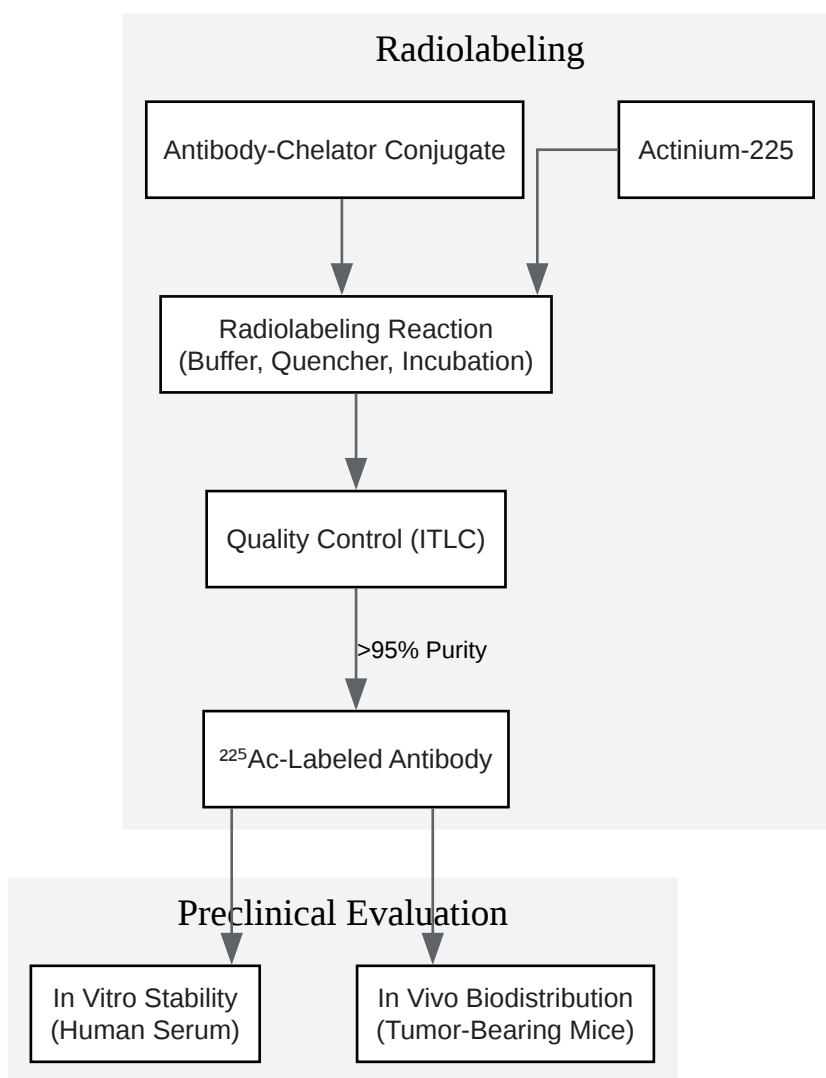 Radiolabeling
Antibody-Chelator Conjugate
Actinium-225
Radiolabeling Reaction
(Buffer, Quencher, Incubation)
Quality Control (ITLC)
>95% Purity
²²⁵Ac-Labeled Antibody
Preclinical Evaluation
In Vitro Stability
(Human Serum)
In Vivo Biodistribution
(Tumor-Bearing Mice)